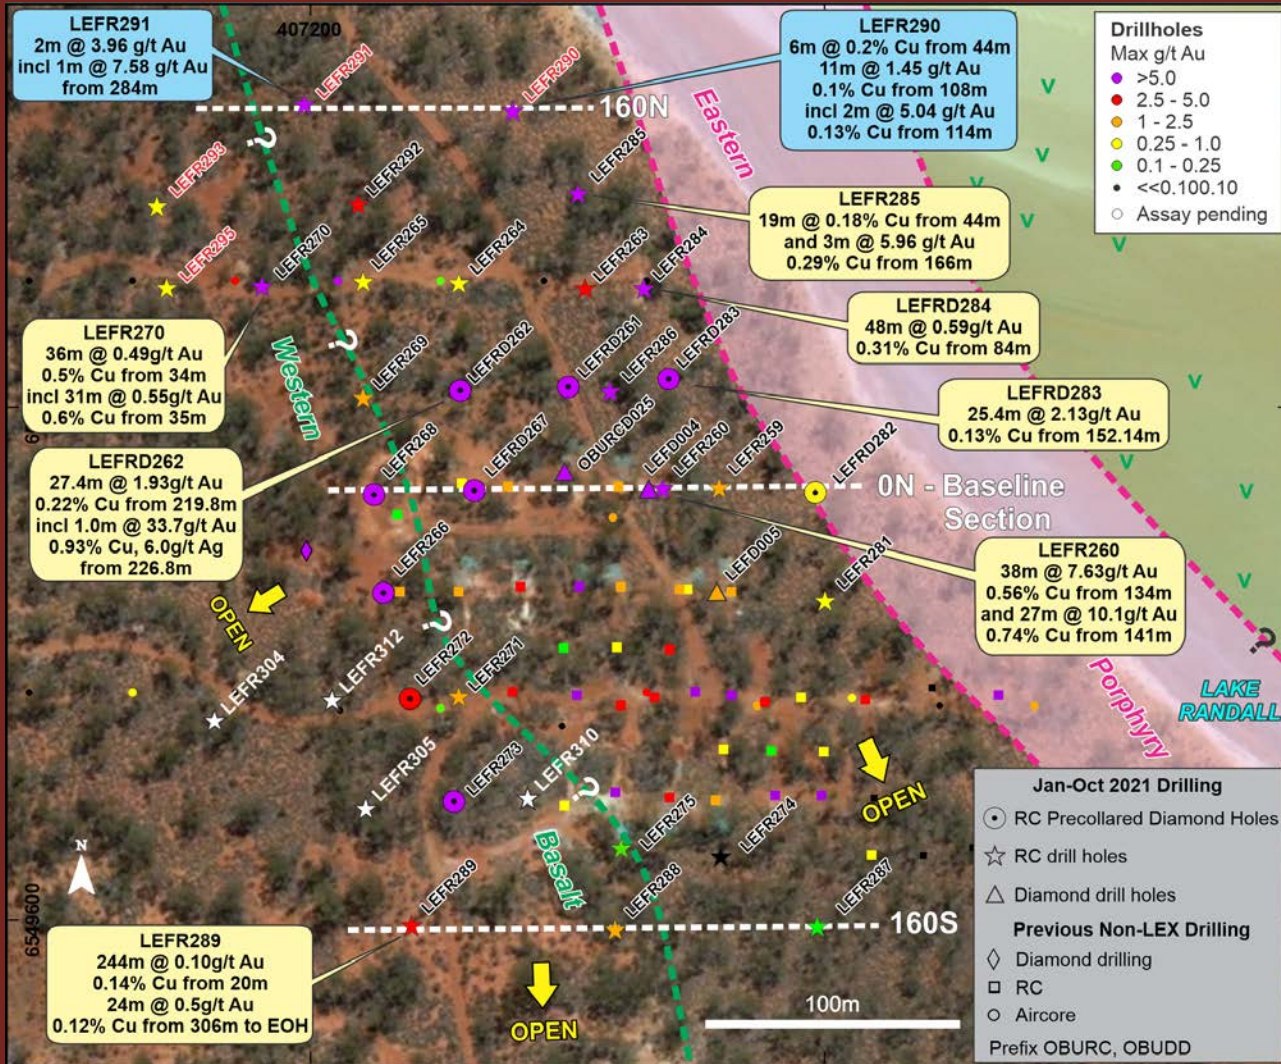 LEFR291
2m @ 3.96 g/t Au
incl 1m @ 7.58 g/t Au
from 284m
407200
LEFR291
LEFR290
160N
LEFR290
6m @ 0.2% Cu from 44m
11m @ 1.45 g/t Au
0.1% Cu from 108m
incl 2m @ 5.04 g/t Au
0.13% Cu from 114m
Drillholes
Max g/t Au
>5.0
2.5 - 5.0
1 - 2.5
0.25 - 1.0
0.1 - 0.25
<<0.100.10
Assay pending
?
Eastern
V
V
V
V
V
LEFR293
LEFR292
LEFR285
LEFR285
19m @ 0.18% Cu from 44m
and 3m @ 5.96 g/t Au
0.29% Cu from 166m
LEFR295
LEFR270
LEFR265
LEFR264
LEFR263
LEFR284
LEFRD284
48m @ 0.59g/t Au
0.31% Cu from 84m
LEFR270
36m @ 0.49g/t Au
0.5% Cu from 34m
incl 31m @ 0.55g/t Au
0.6% Cu from 35m
Western
?
LEFR269
LEFRD262
LEFRD261
LEFR286
LEFRD283
V
LEFRD283
25.4m @ 2.13g/t Au
0.13% Cu from 152.14m
6
LEFRD262
27.4m @ 1.93g/t Au
0.22% Cu from 219.8m
incl 1.0m @ 33.7g/t Au
0.93% Cu, 6.0g/t Ag
from 226.8m
LEFR268
LEFRD267
OBURCD025
LEFD004
LEFR260
LEFR259
LEFRD282
V
V
V
0N - Baseline
Section
LEFR260
38m @ 7.63g/t Au
0.56% Cu from 134m
and 27m @ 10.1g/t Au
0.74% Cu from 141m
LEFR266
LEFD005
LEFR281
OPEN
?
LEFR304
LEFR312
LEFR272
LEFR271
?
Porphyry
LAKE
RANDALL
LEFR305
LEFR273
LEFR310
?
OPEN
LEFR275
LEFR274
Basalt
N
LEFR289
LEFR288
LEFR287
6549600
160S
LEFR289
244m @ 0.10g/t Au
0.14% Cu from 20m
24m @ 0.5g/t Au
0.12% Cu from 306m to EOH
OPEN
100m
Jan-Oct 2021 Drilling
RC Precollared Diamond Holes
RC drill holes
Diamond drill holes
Previous Non-LEX Drilling
Diamond drilling
RC
Aircore
Prefix OBURC, OBUDD